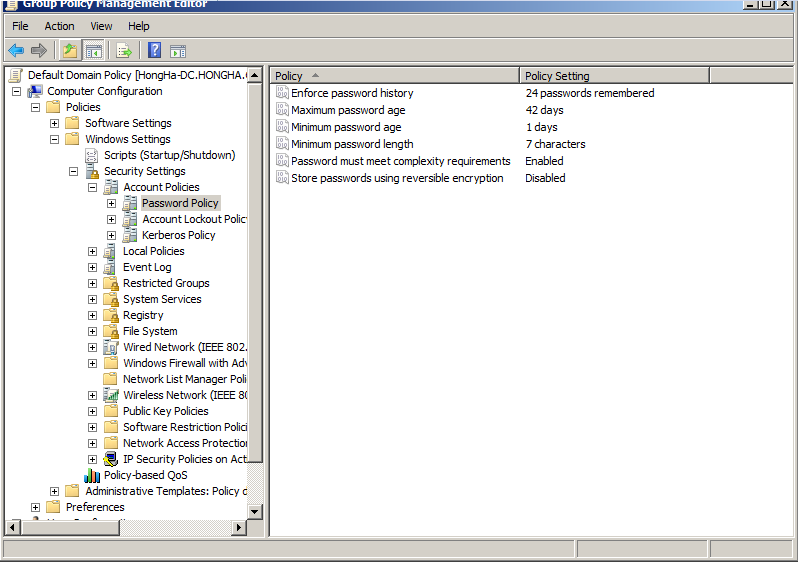 Group Policy Management Editor
File Action View Help
Default Domain Policy [HongHa-DC.HONGHA.
Computer Configuration
Policies
Software Settings
Windows Settings
Scripts (Startup/Shutdown)
Security Settings
Account Policies
Password Policy
Account Lockout Polic
Kerberos Policy
Local Policies
Event Log
Restricted Groups
System Services
Registry
File System
Wired Network (IEEE 802.
Windows Firewall with Adv
Network List Manager Poli
Wireless Network (IEEE 80
Public Key Policies
Software Restriction Polici
Network Access Protection
IP Security Policies on Act
Policy-based QoS
Administrative Templates: Policy d
Preferences
Policy Policy Setting
Enforce password history 24 passwords remembered
Maximum password age 42 days
Minimum password age 1 days
Minimum password length 7 characters
Password must meet complexity requirements Enabled
Store passwords using reversible encryption Disabled